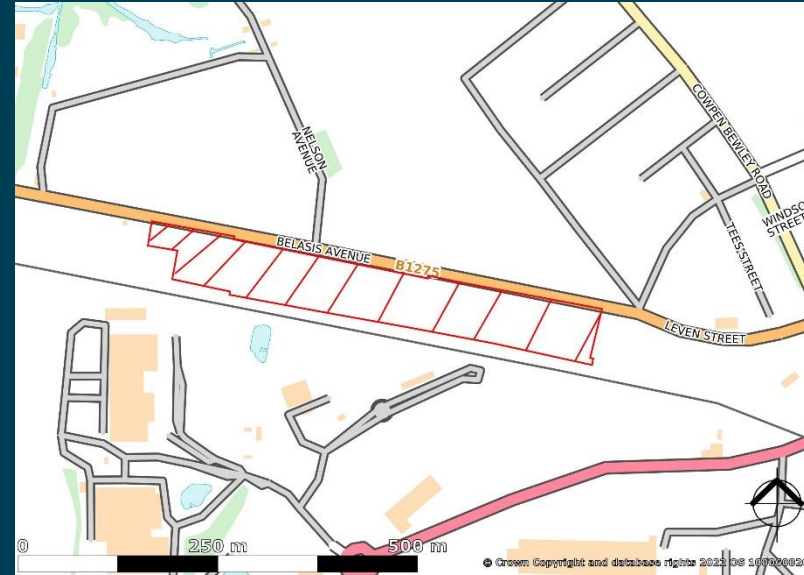 COWPEN BEWLEY ROAD
NELSON
AVENUE
WINDSO
STREET
TEES STREET
BELASIS AVENUE
B1275
LEVEN STREET
0
250 m
500 m
© Crown Copyright and database rights 2022 OS